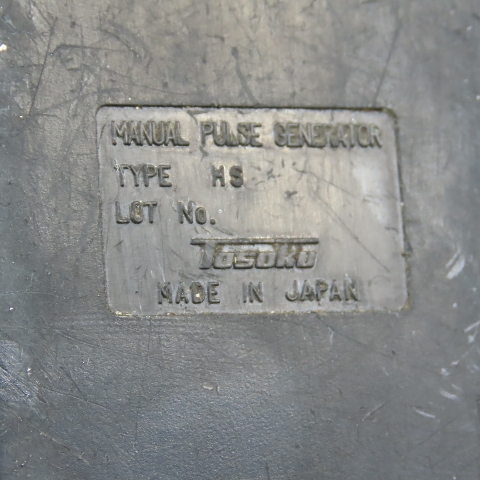 MANUAL PULSE GENERATOR
TYPE HS
LOT No.
Tosoku
MADE IN JAPAN